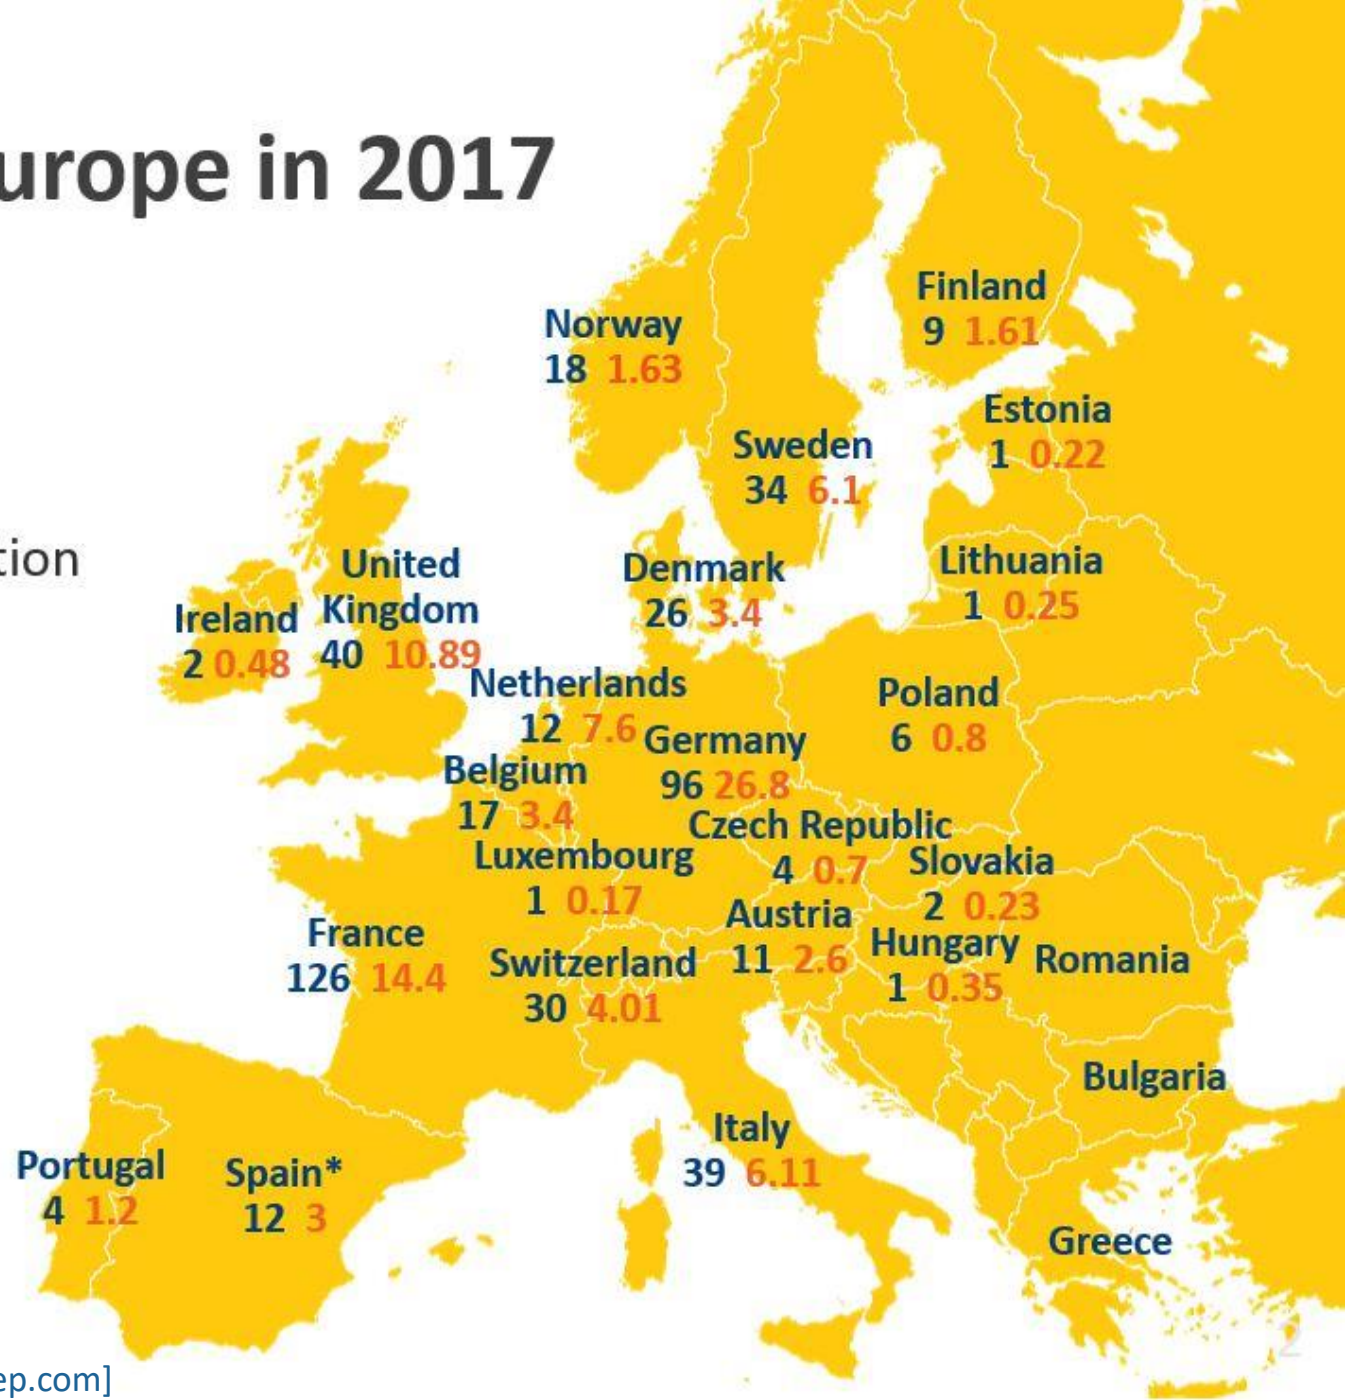 urope in 2017
Finland
9 1.61
Norway
18 1.63
Estonia
1 0.22
Sweden
34 6.1
tion
United
Kingdom
40 10.89
Denmark
26 3.4
Lithuania
1 0.25
Ireland
2 0.48
Netherlands
12 7.6
Poland
6 0.8
Germany
96 26.8
Belgium
17 3.4
Czech Republic
4 0.7
Luxembourg
1 0.17
Slovakia
2 0.23
Austria
11 2.6
France
126 14.4
Hungary
1 0.35
Switzerland
30 4.01
Romania
Bulgaria
Italy
39 6.11
Portugal
4 1.2
Spain*
12 3
Greece
2
ep.com]